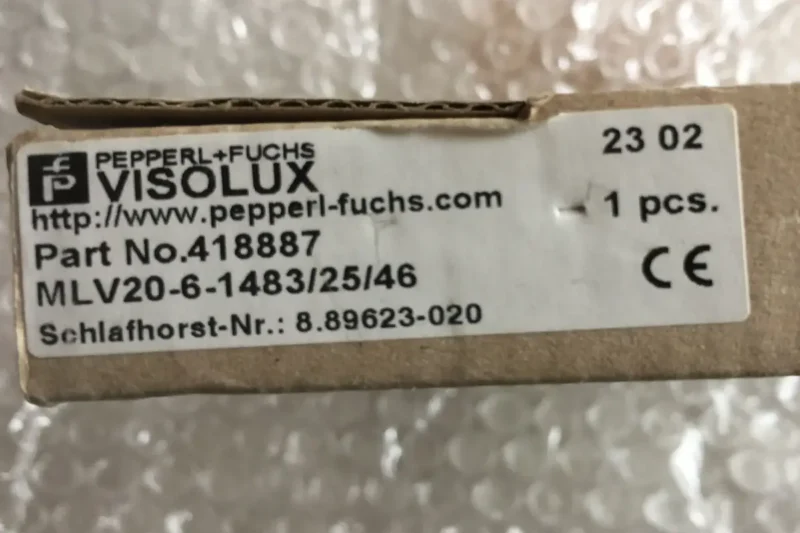 PEPPERL+FUCHS
VISOLUX
http://www.pepperl-fuchs.com
Part No.418887
MLV20-6-1483/25/46
Schlafhorst-Nr.: 8.89623-020
23 02
1 pcs.
CE